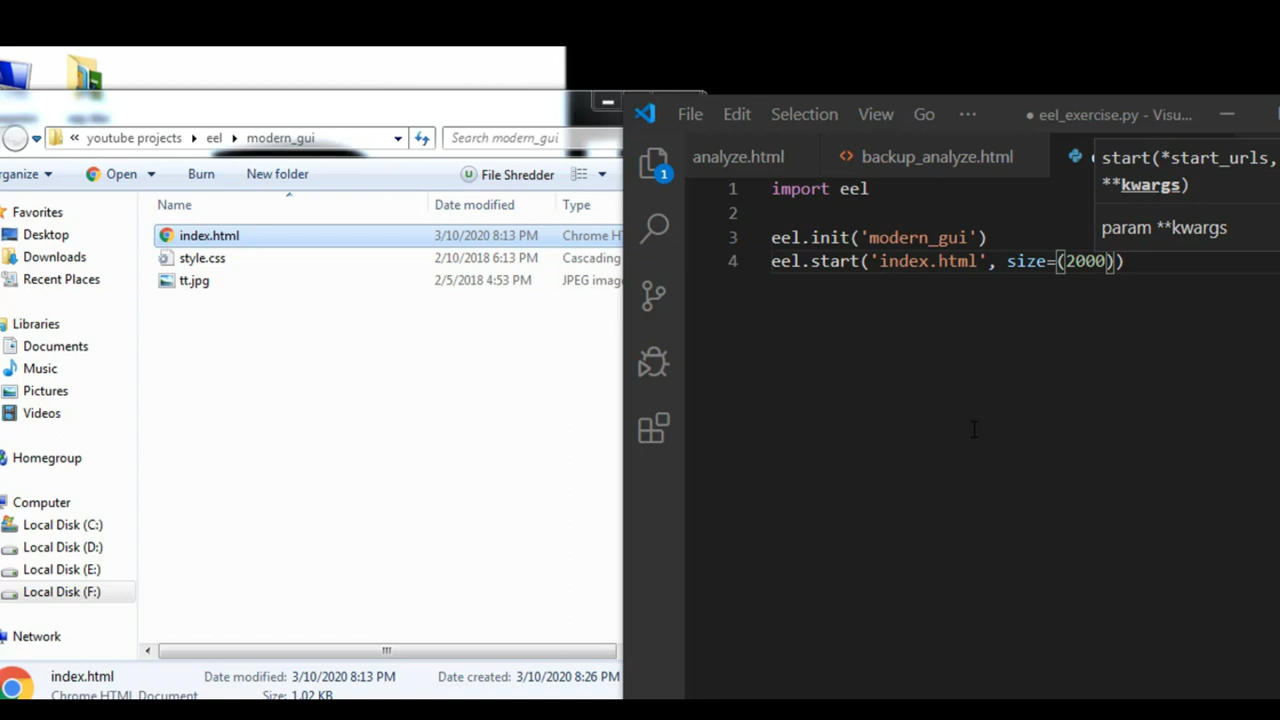 « youtube projects ▸ eel ▸ modern_gui
Search modern_gui
Open
Burn
New folder
File Shredder
Name
Date modified
Type
index.html
3/10/2020 8:13 PM
Chrome
style.css
2/10/2018 6:13 PM
Cascading
tt.jpg
2/5/2018 4:53 PM
JPEG
Favorites
Desktop
Downloads
Recent Places
Libraries
Documents
Music
Pictures
Videos
Homegroup
Computer
Local Disk (C:)
Local Disk (D:)
Local Disk (E:)
Local Disk (F:)
Network
index.html
Date modified: 3/10/2020 8:13 PM
Date created: 3/10/2020 8:26 PM
Chrome HTML Document
Size: 1.02 KB
File Edit Selection View Go ···
● eel_exercise.py - Visu...
analyze.html
backup_analyze.html
1
start(*start_urls,
**kwargs)
param **kwargs
1 import eel
2
3 eel.init('modern_gui')
4 eel.start('index.html', size=(2000))